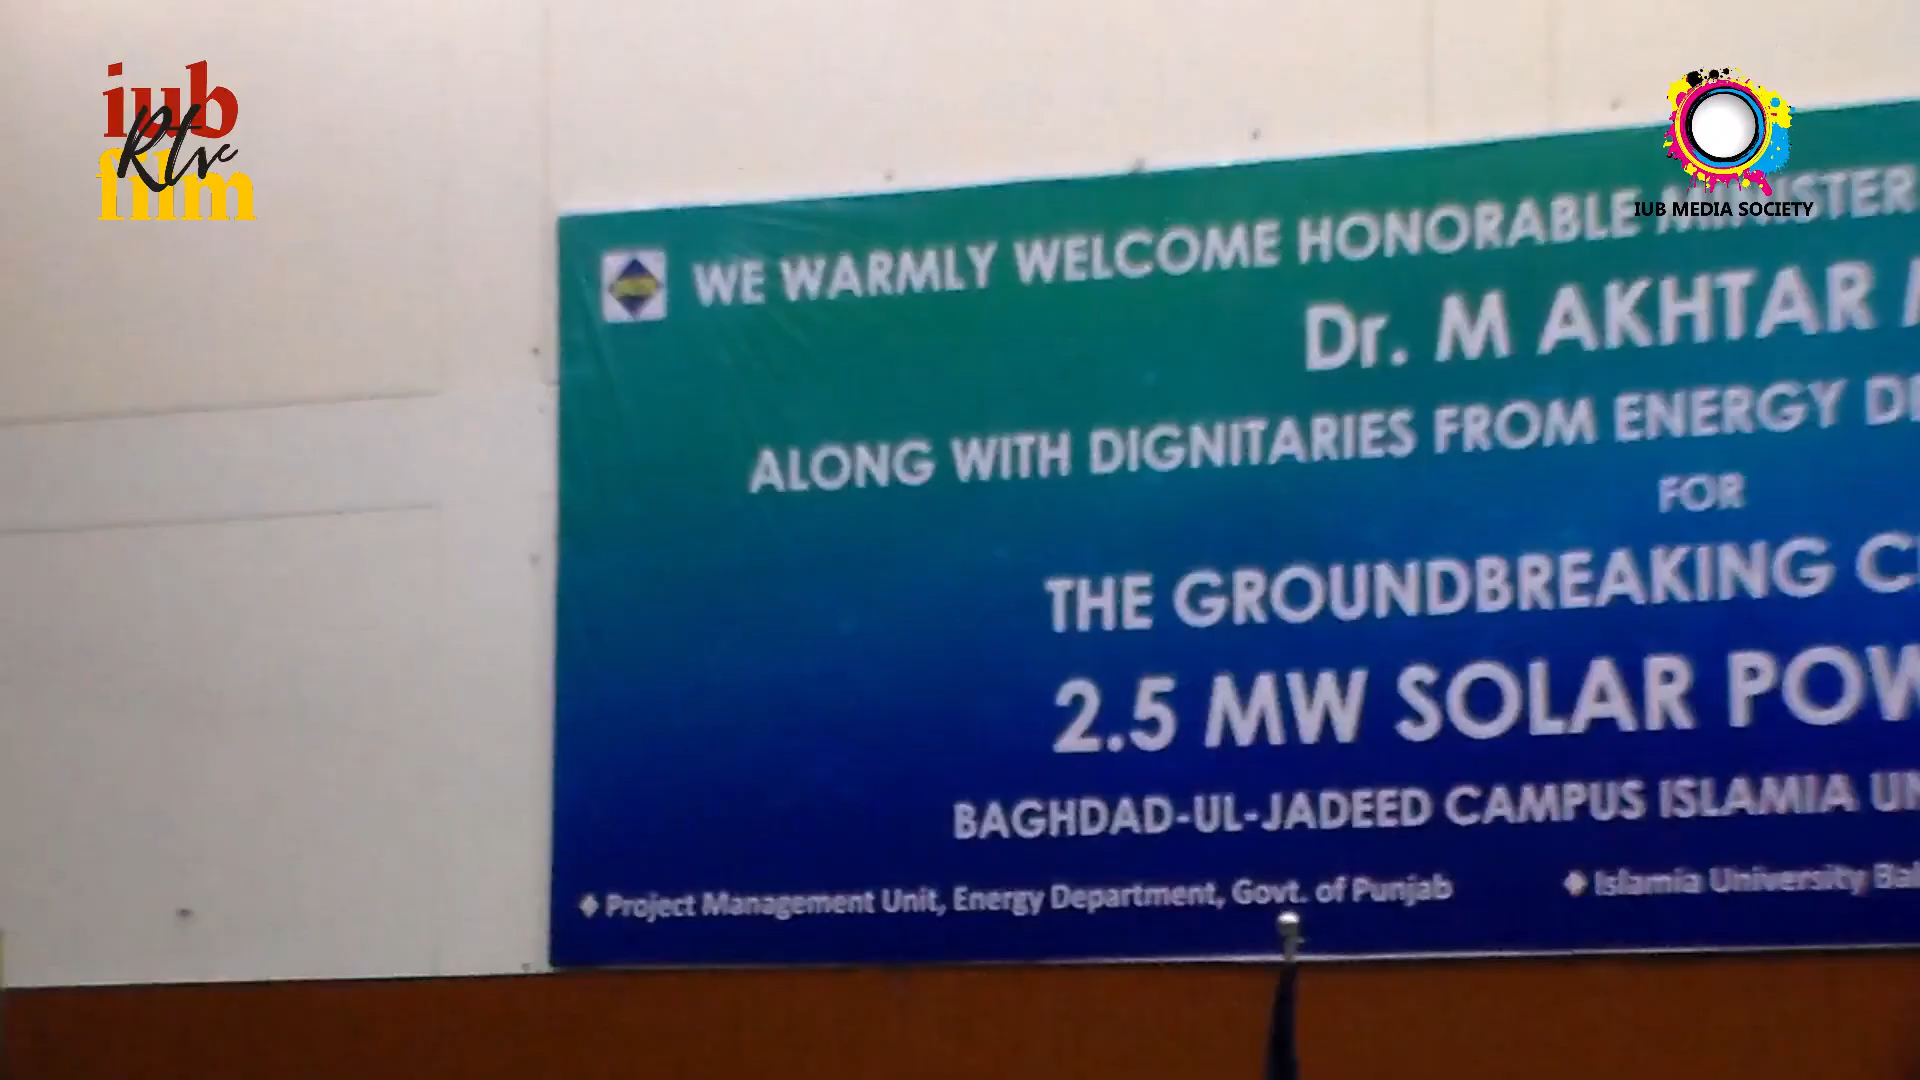 iub
Rtvc
film
IUB MEDIA SOCIETY
WE WARMLY WELCOME HONORABLE MINISTER
Dr. M AKHTAR
ALONG WITH DIGNITARIES FROM ENERGY
FOR
THE GROUNDBREAKING
2.5 MW SOLAR
BAGHDAD-UL-JADEED CAMPUS ISLAMIA
❖ Project Management Unit, Energy Department, Govt. of Punjab
❖ Islamia University